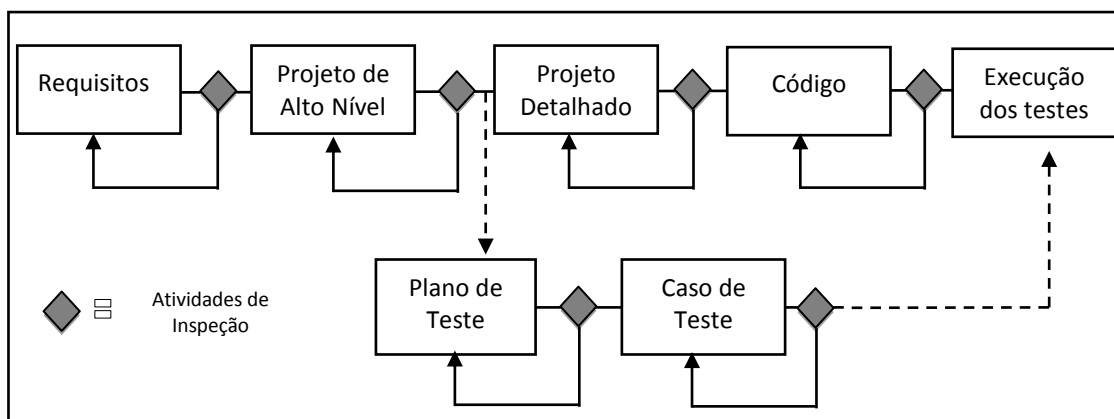 Requisitos
Projeto de
Alto Nível
Projeto
Detalhado
Código
Execução
dos testes
Plano de
Teste
Caso de
Teste
Atividades de
Inspeção